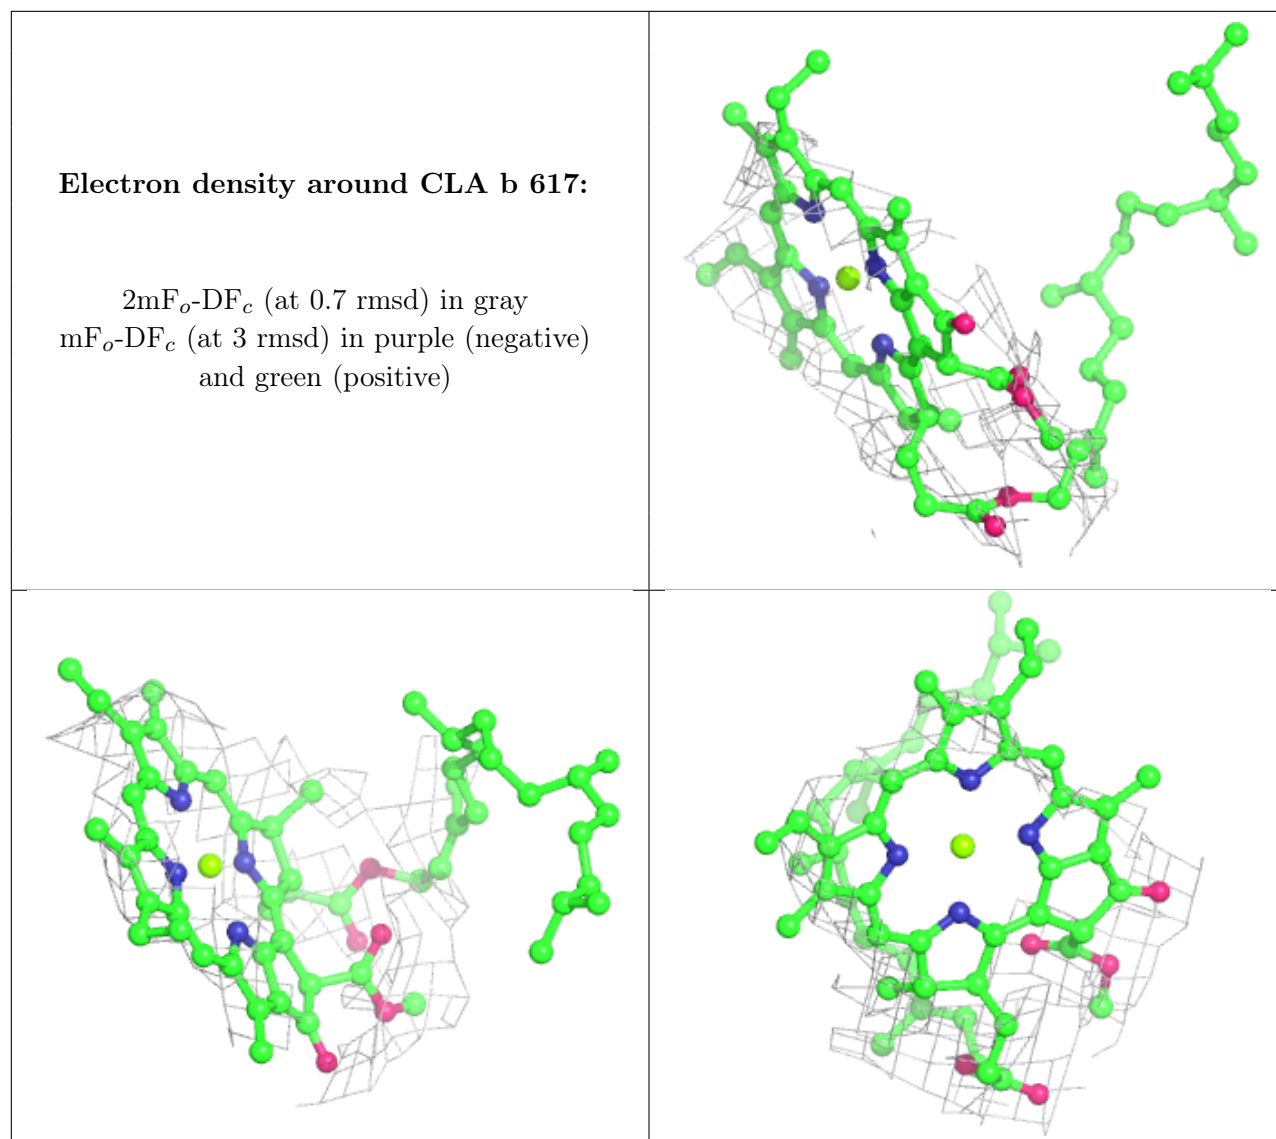 Electron density around CLA b 617:
2mFo-DFc (at 0.7 rmsd) in gray
mFo-DFc (at 3 rmsd) in purple (negative)
and green (positive)